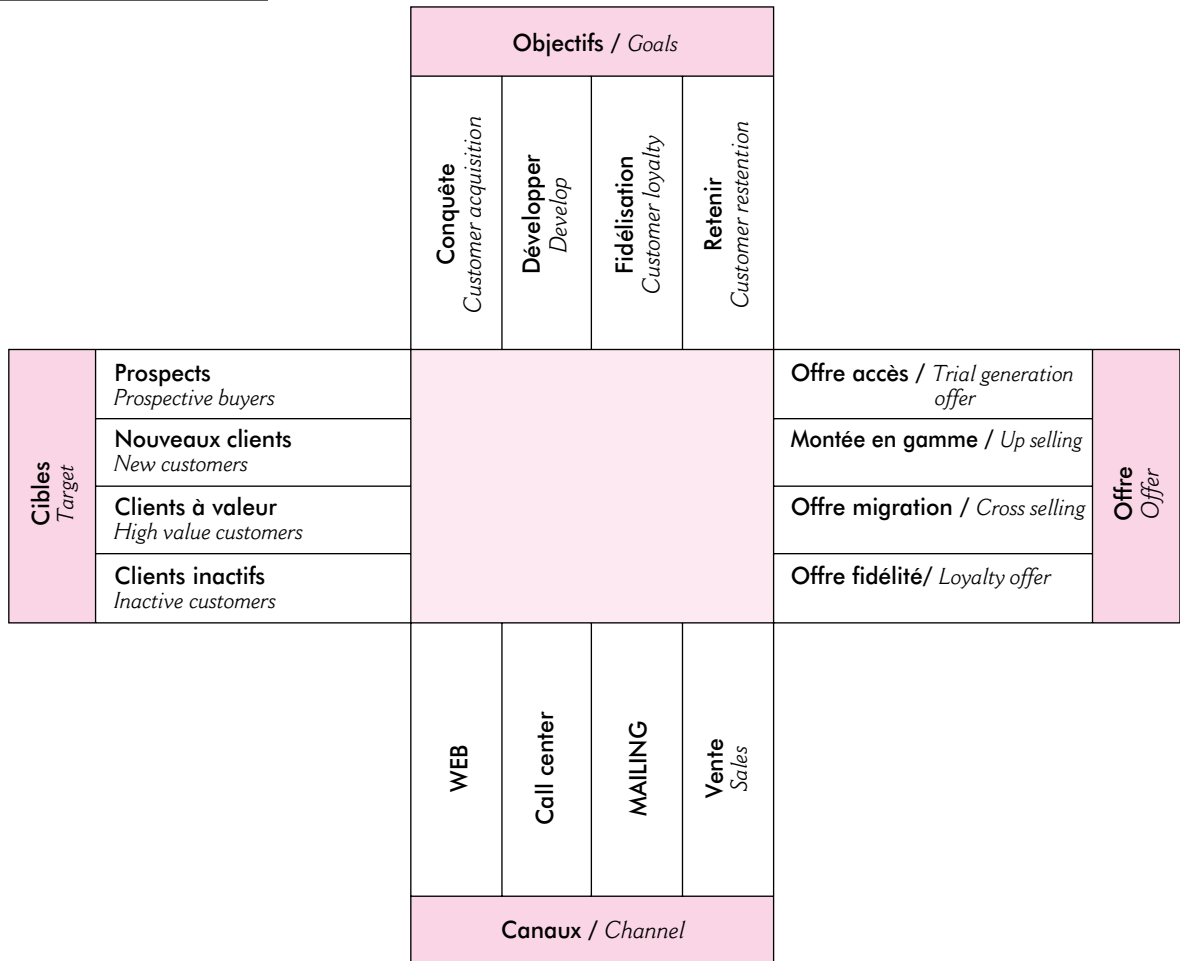 Objectifs / Goals
Conquête
Customer acquisition
Développer
Develop
Fidélisation
Customer loyalty
Retenir
Customer restention
Cibles
Target
Prospects
Prospective buyers
Nouveaux clients
New customers
Clients à valeur
High value customers
Clients inactifs
Inactive customers
Offre accès / Trial generation
offer
Montée en gamme / Up selling
Offre migration / Cross selling
Offre fidélité/ Loyalty offer
Offre
Offer
WEB
Call center
MAILING
Vente
Sales
Canaux / Channel